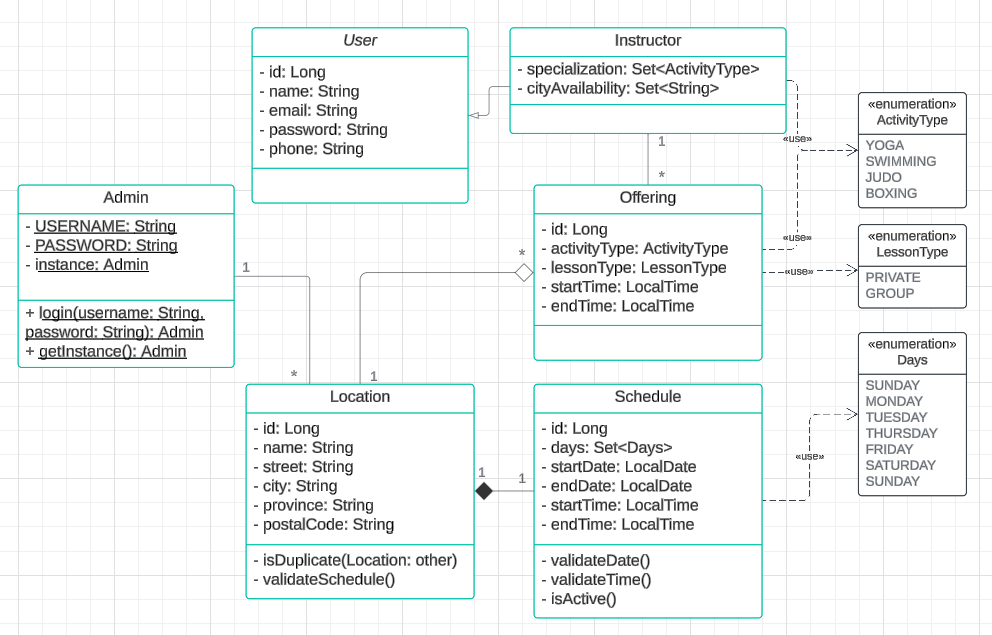 User
- id: Long
- name: String
- email: String
- password: String
- phone: String
Instructor
- specialization: Set<ActivityType>
- cityAvailability: Set<String>
«enumeration»
ActivityType
YOGA
SWIMMING
JUDO
BOXING
«use»
1
*
Admin
- USERNAME: String
- PASSWORD: String
- instance: Admin
+ login(username: String,
password: String): Admin
+ getInstance(): Admin
1
*
Offering
- id: Long
- activityType: ActivityType
- lessonType: LessonType
- startTime: LocalTime
- endTime: LocalTime
*
1
«use»
«use»
«enumeration»
LessonType
PRIVATE
GROUP
«enumeration»
Days
SUNDAY
MONDAY
TUESDAY
THURSDAY
FRIDAY
SATURDAY
SUNDAY
«use»
Location
- id: Long
- name: String
- street: String
- city: String
- province: String
- postalCode: String
- isDuplicate(Location: other)
- validateSchedule()
1
1
Schedule
- id: Long
- days: Set<Days>
- startDate: LocalDate
- endDate: LocalDate
- startTime: LocalTime
- endTime: LocalTime
- validateDate()
- validateTime()
- isActive()